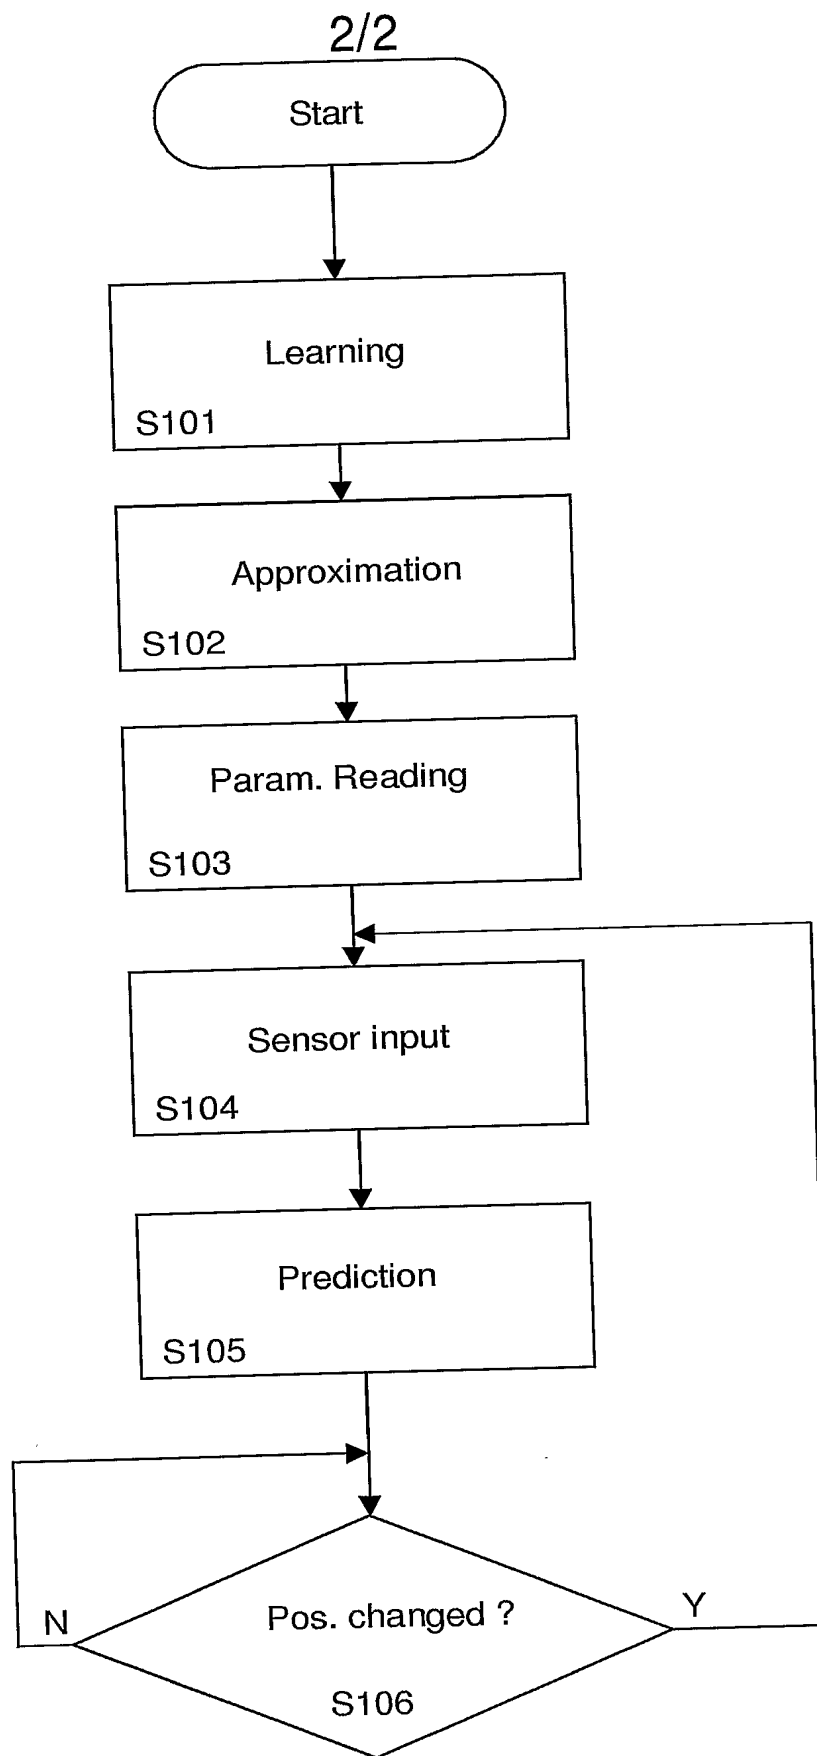 2/2
Start
Learning
S101
Approximation
S102
Param. Reading
S103
Sensor input
S104
Prediction
S105
N
Pos. changed ?
Y
S106